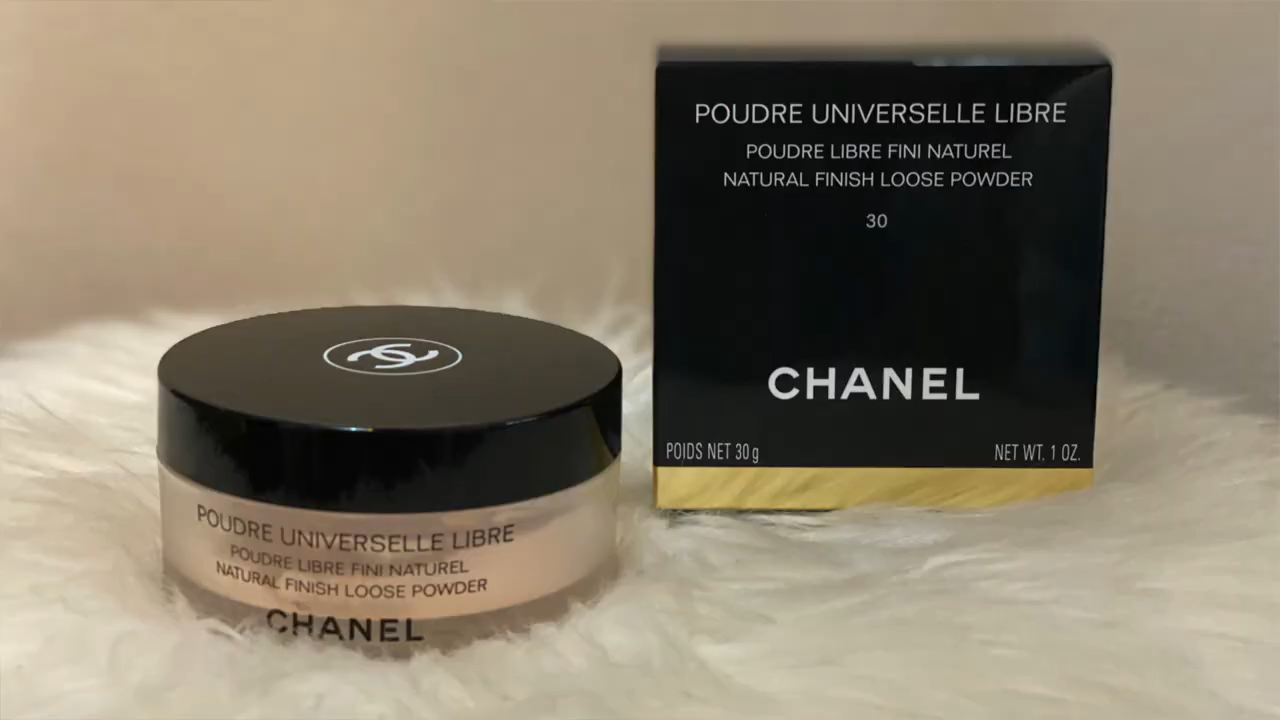 POUDRE UNIVERSELLE LIBRE
POUDRE LIBRE FINI NATUREL
NATURAL FINISH LOOSE POWDER
30
CHANEL
POIDS NET 30 g NET WT. 1 OZ.
POUDRE UNIVERSELLE LIBRE
POUDRE LIBRE FINI NATUREL
NATURAL FINISH LOOSE POWDER
CHANEL